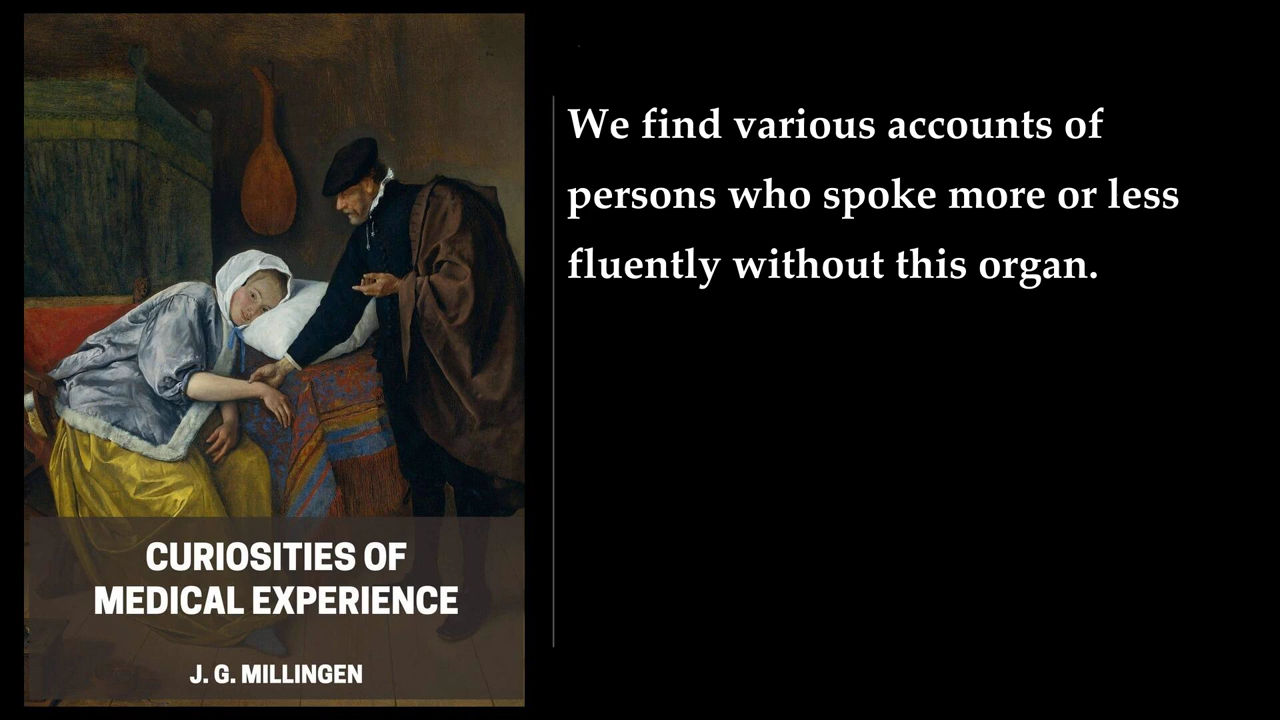 We find various accounts of
persons who spoke more or less
fluently without this organ.
CURIOSITIES OF
MEDICAL EXPERIENCE
J. G. MILLINGEN